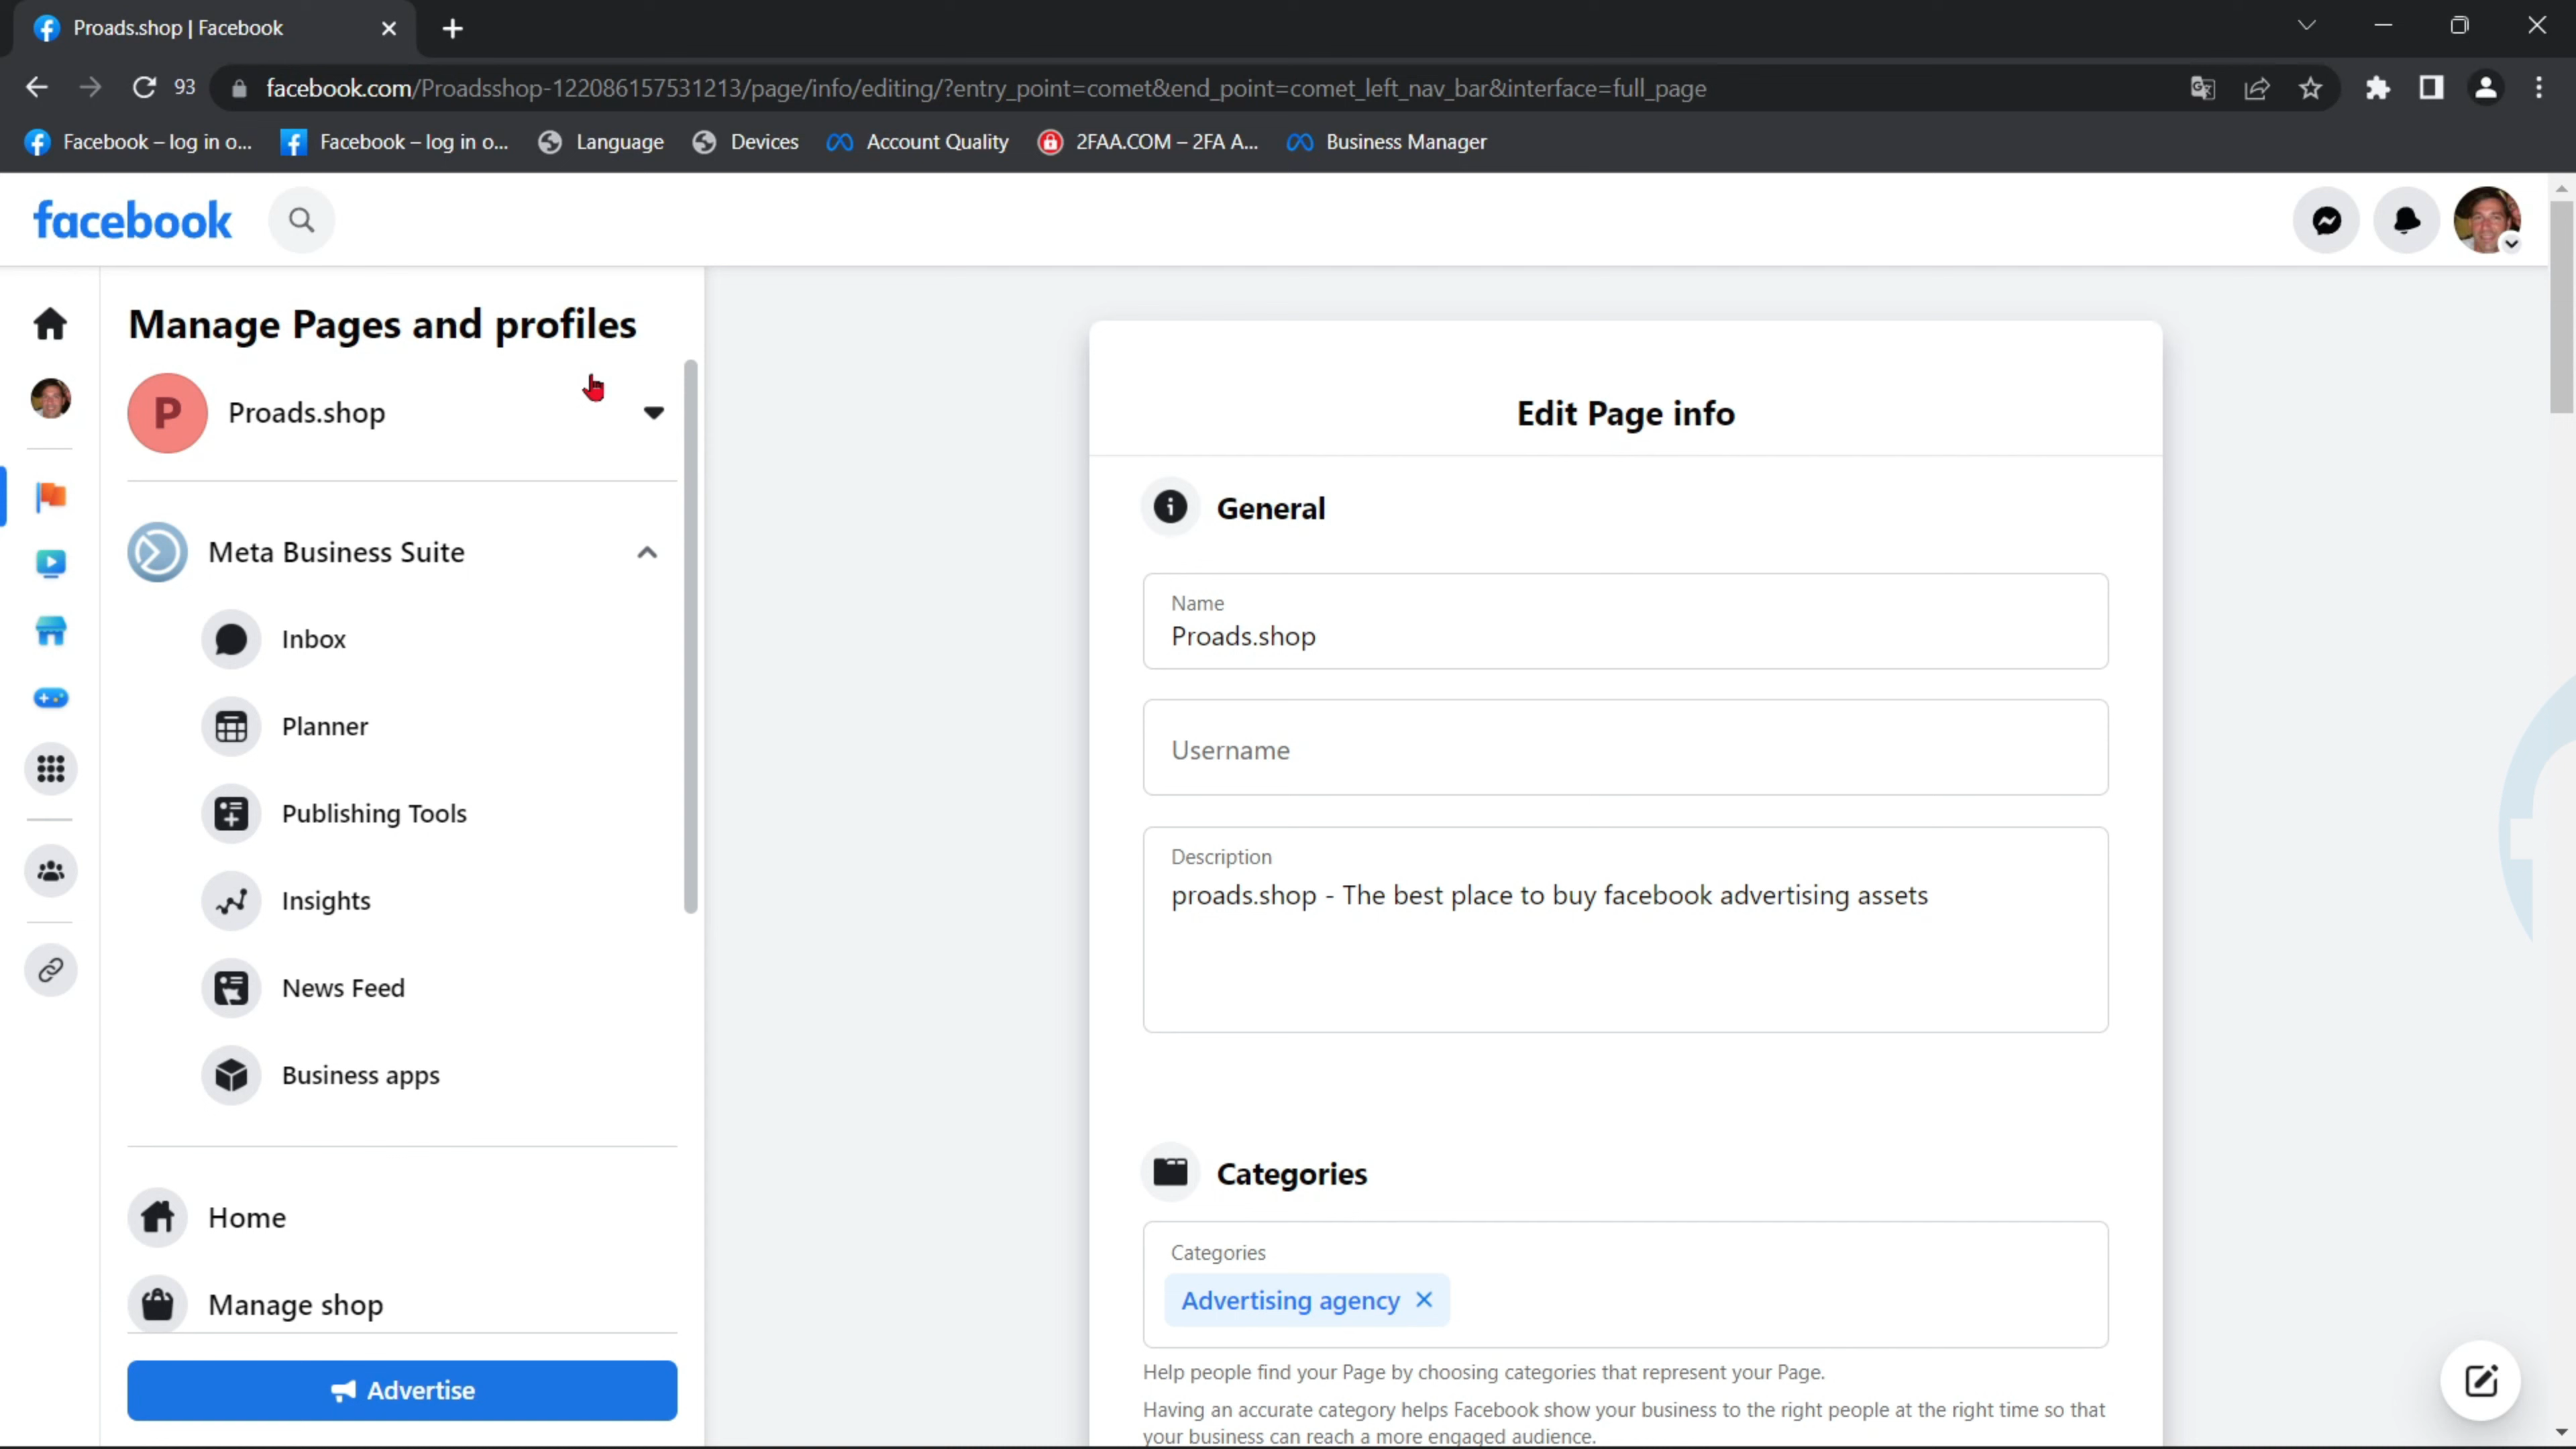 Proads.shop | Facebook
93
facebook.com/Proadsshop-122086157531213/page/info/editing/?entry_point=comet&end_point=comet_left_nav_bar&interface=full_page
Facebook – log in o...
Facebook – log in o...
Language
Devices
Account Quality
2FAA.COM – 2FA A...
Business Manager
facebook
Manage Pages and profiles
P
Proads.shop
Meta Business Suite
Inbox
Planner
Publishing Tools
Insights
News Feed
Business apps
Home
Manage shop
Advertise
Edit Page info
General
Name
Proads.shop
Username
Description
proads.shop - The best place to buy facebook advertising assets
Categories
Categories
Advertising agency
Help people find your Page by choosing categories that represent your Page.
Having an accurate category helps Facebook show your business to the right people at the right time so that
your business can reach a more engaged audience.